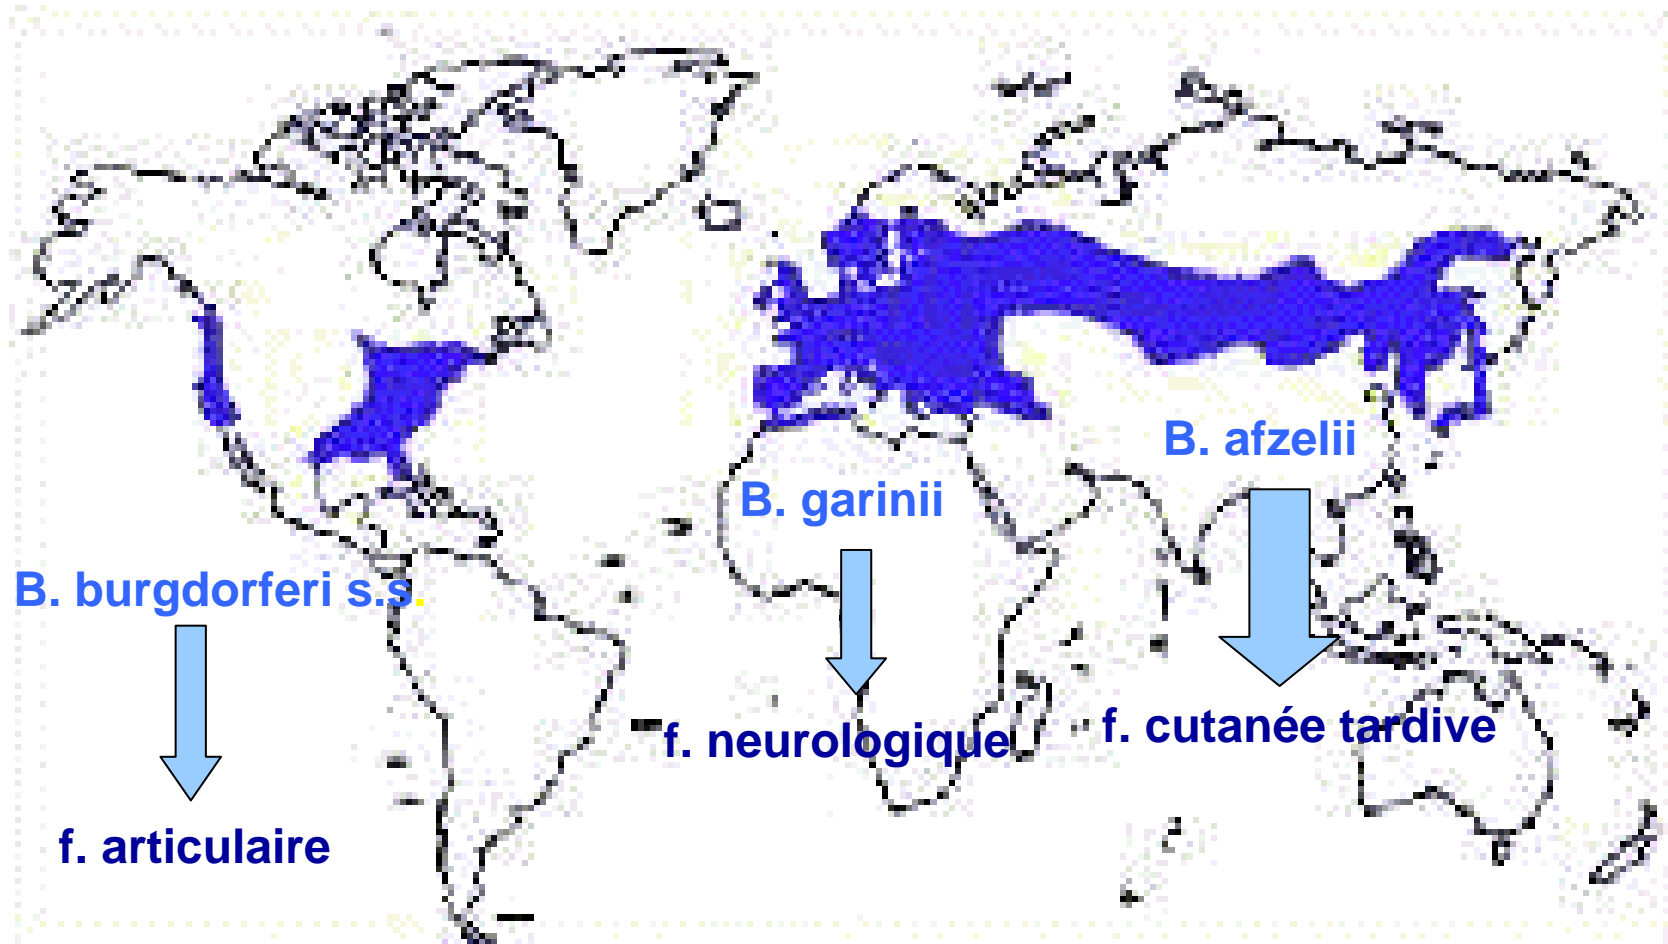 B. afzelii
B. garinii
B. burgdorferi s.s.
f. cutanée tardive
f. neurologique
f. articulaire